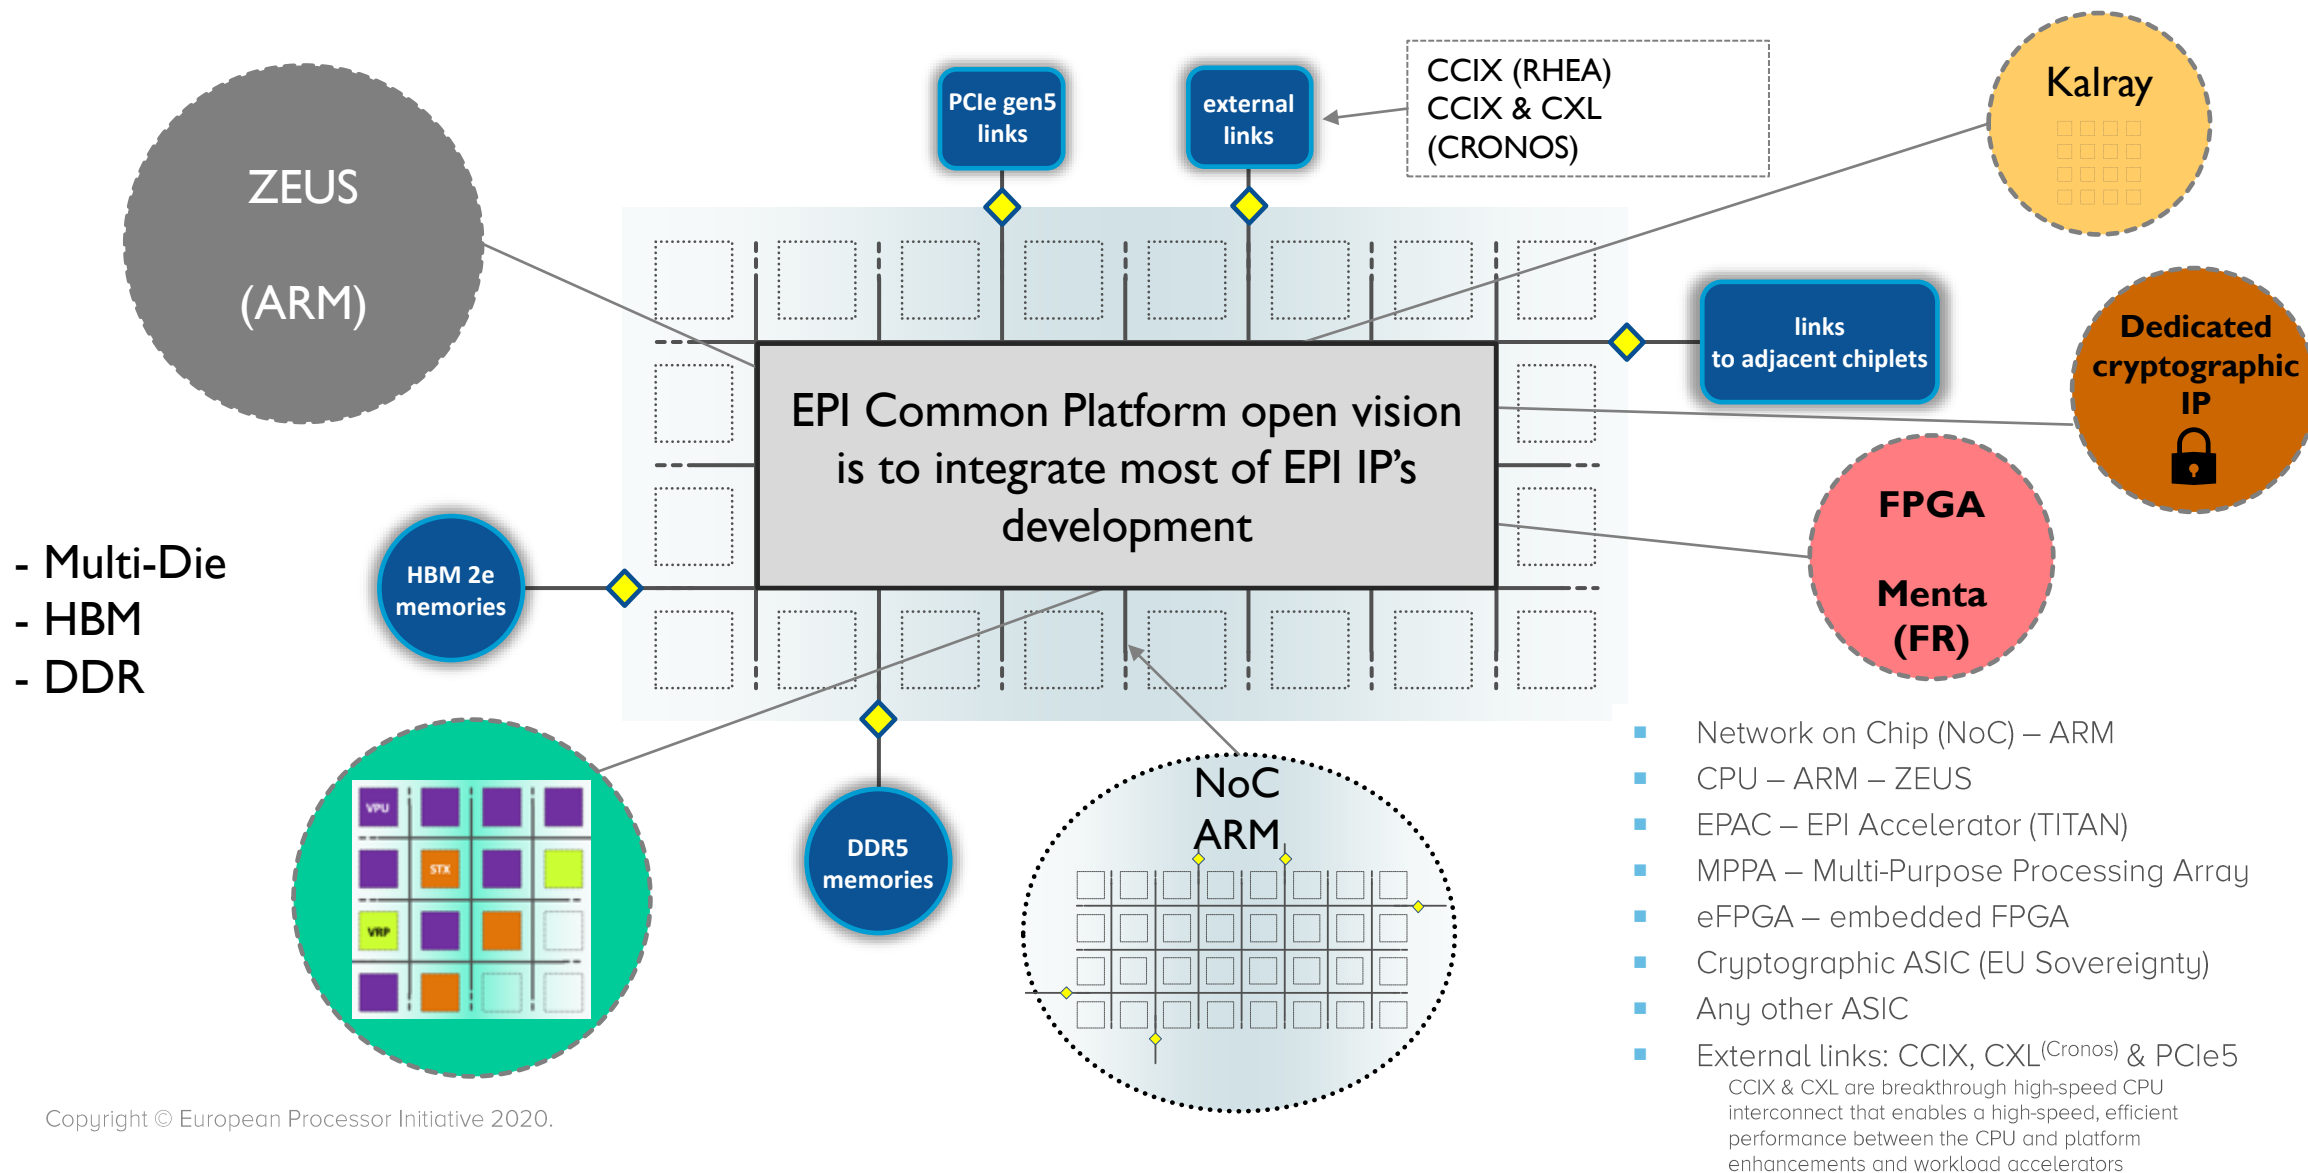 ZEUS
(ARM)
PCIe gen5
links
external
links
CCIX (RHEA)
CCIX & CXL
(CRONOS)
Kalray
links
to adjacent chiplets
Dedicated
cryptographic
IP
EPI Common Platform open vision
is to integrate most of EPI IP’s
development
FPGA
Menta
(FR)
- Multi-Die
- HBM
- DDR
HBM 2e
memories
VPU
STX
VRP
DDR5
memories
NoC
ARM
Network on Chip (NoC) – ARM
CPU – ARM – ZEUS
EPAC – EPI Accelerator (TITAN)
MPPA – Multi-Purpose Processing Array
eFPGA – embedded FPGA
Cryptographic ASIC (EU Sovereignty)
Any other ASIC
External links: CCIX, CXL(Cronos) & PCIe5
CCIX & CXL are breakthrough high-speed CPU
interconnect that enables a high-speed, efficient
performance between the CPU and platform
enhancements and workload accelerators
Copyright © European Processor Initiative 2020.